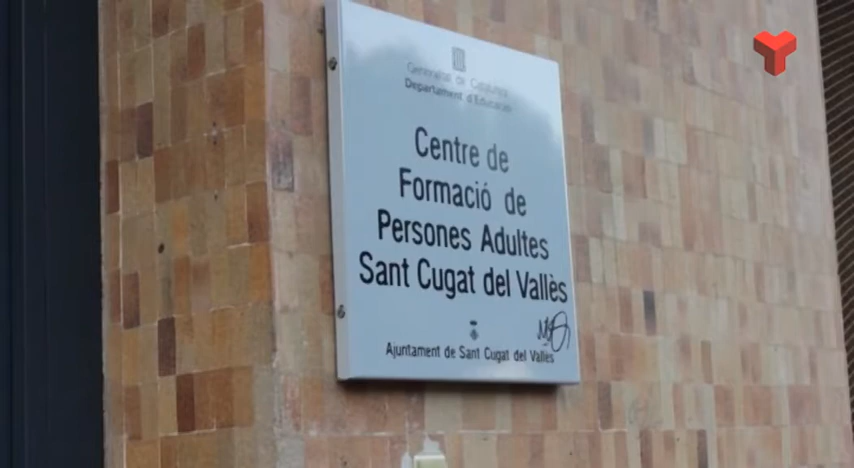 Generalitat de Catalunya
Departament d'Educació
Centre de
Formació de
Persones Adultes
Sant Cugat del Vallès
Ajuntament de Sant Cugat del Vallès